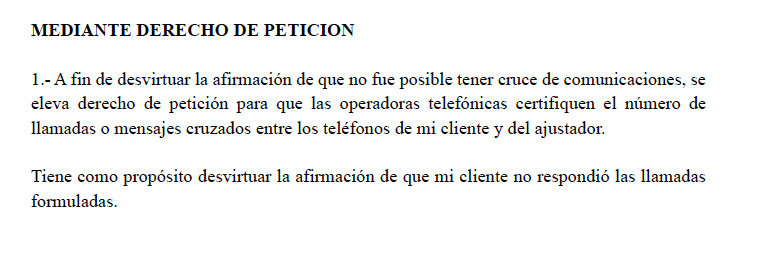 MEDIANTE DERECHO DE PETICION
1.- A fin de desvirtuar la afirmación de que no fue posible tener cruce de comunicaciones, se
eleva derecho de petición para que las operadoras telefónicas certifiquen el número de
llamadas o mensajes cruzados entre los teléfonos de mi cliente y del ajustador.
Tiene como propósito desvirtuar la afirmación de que mi cliente no respondió las llamadas
formuladas.